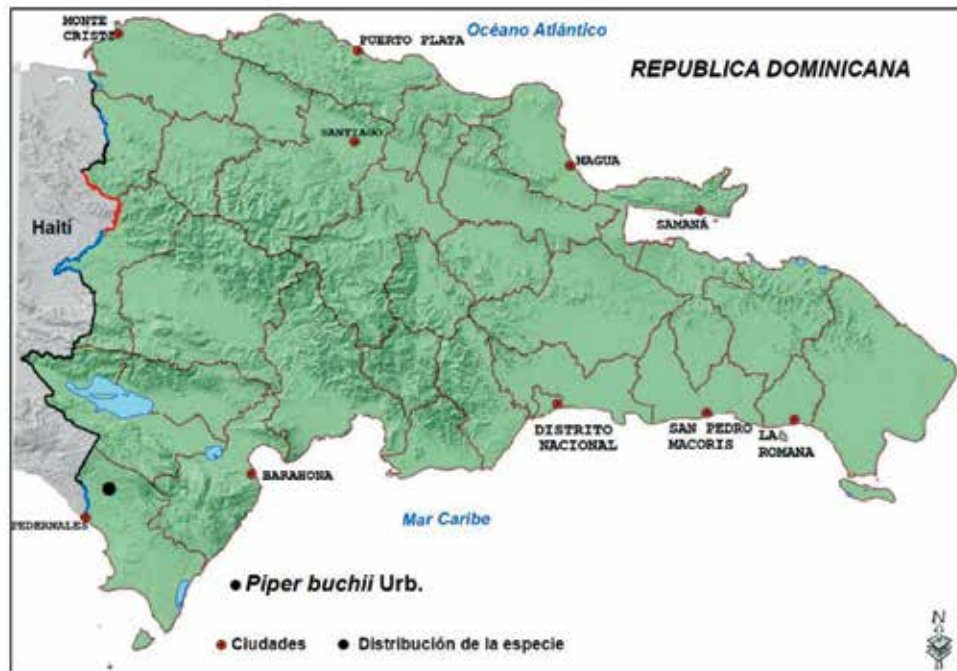 MONTE
CRISTI
PUERTO PLATA
Océano Atlántico
REPUBLICA DOMINICANA
SANTIAGO
NAGUA
SAMANÁ
Haití
DISTRITO
NACIONAL
SAN PEDRO
MACORIS
LA
ROMANA
BARAHONA
PEDERNALES
Mar Caribe
Piper buchii Urb.
Ciudades
Distribución de la especie
N